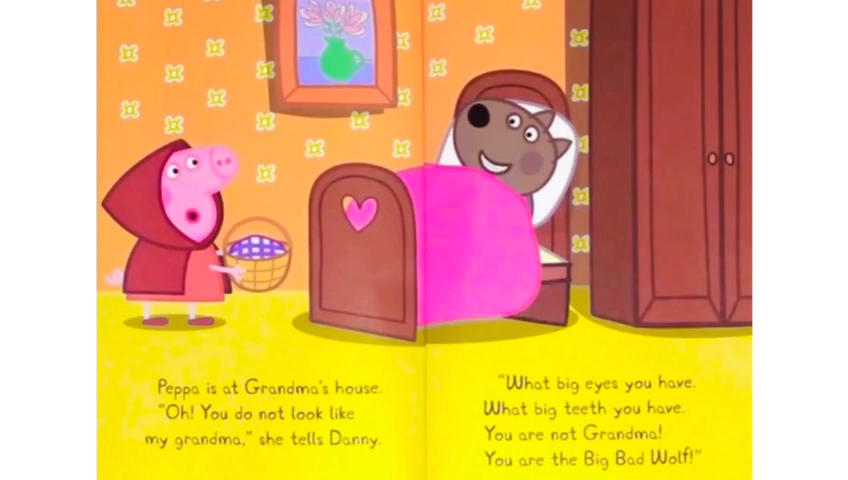 Peppa is at Grandma's house.
"Oh! You do not look like
my grandma," she tells Danny.
"What big eyes you have.
What big teeth you have.
You are not Grandma!
You are the Big Bad Wolf!"